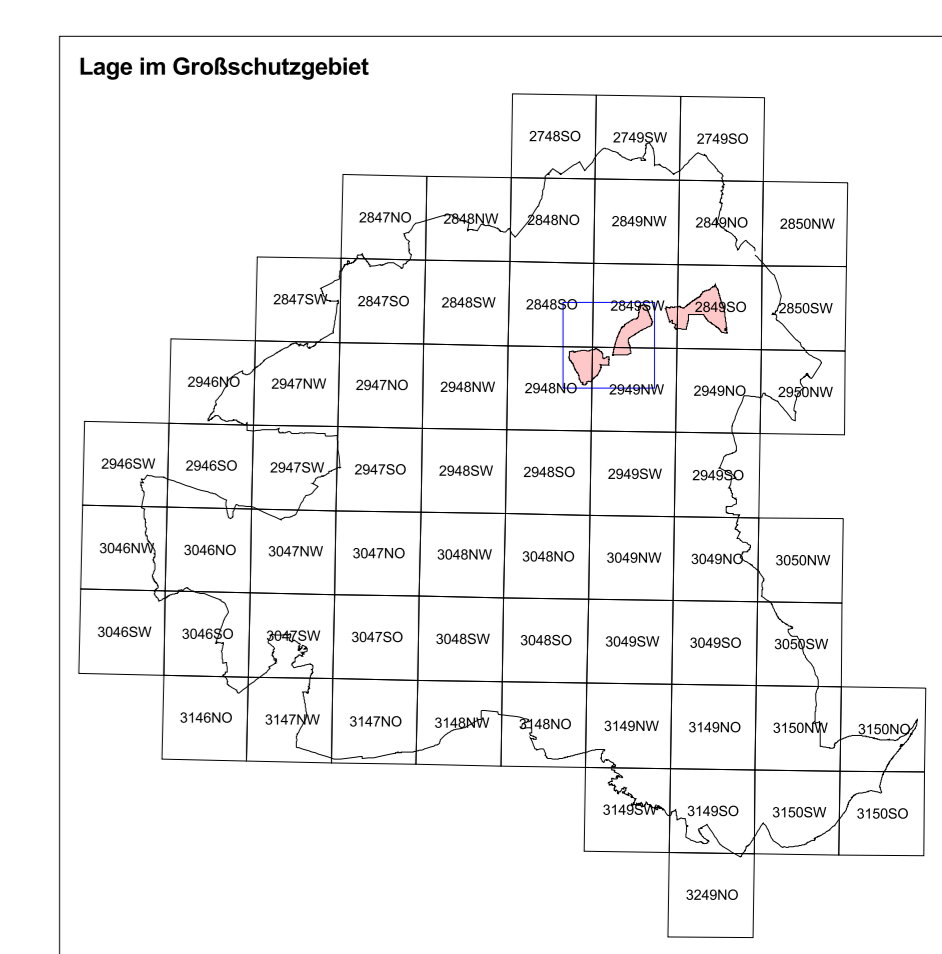 Lage im Großschutzgebiet
2748SO 2749SW 2749SO
2847NO 2848NW 2848NO 2849NW 2849NO 2850NW
2847SW 2847SO 2848SW 2848SO 2849SW 2849SO 2850SW
2946NO 2947NW 2947NO 2948NW 2948NO 2949NW 2949NO 2950NW
2946SW 2946SO 2947SW 2947SO 2948SW 2948SO 2949SW 2949SO
3046NW 3046NO 3047NW 3047NO 3048NW 3048NO 3049NW 3049NO 3050NW
3046SW 3046SO 3047SW 3047SO 3048SW 3048SO 3049SW 3049SO 3050SW
3146NO 3147NW 3147NO 3148NW 3148NO 3149NW 3149NO 3150NW 3150NO
3149SW 3149SO 3150SW 3150SO
3249NO